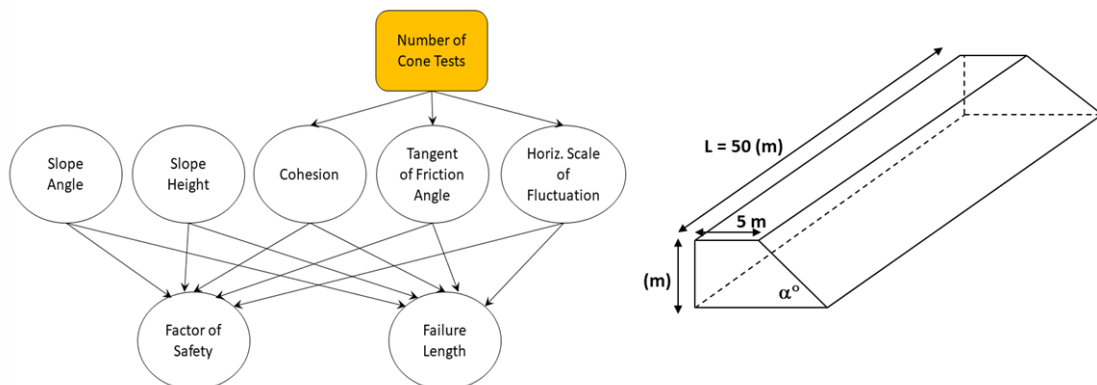 Number of
Cone Tests
Slope
Angle
Slope
Height
Cohesion
Tangent
of Friction
Angle
Horiz. Scale
of
Fluctuation
Factor of
Safety
Failure
Length
L = 50 (m)
5 m
(m)
α°